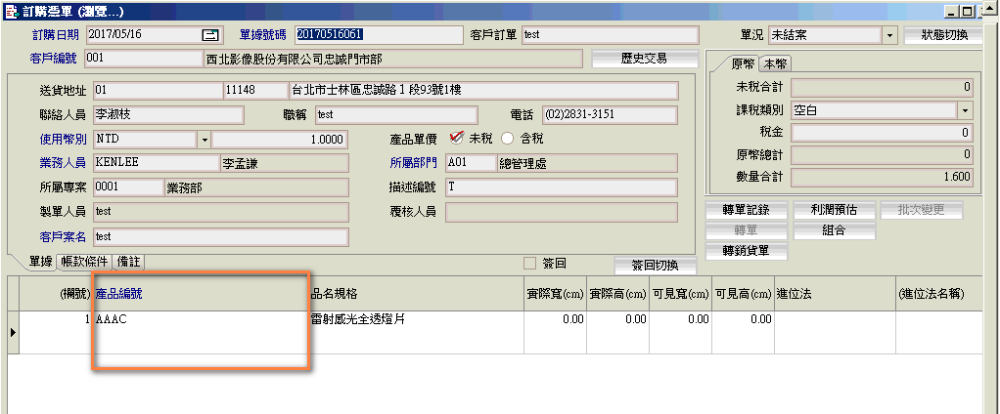 訂購憑單 (瀏覽...)
訂購日期 2017/05/16 單據號碼 20170516061 客戶訂單 test 單況 未結案 狀態切換
客戶編號 001 西北影像股份有限公司忠誠門市部 歷史交易
原幣 本幣
送貨地址 01 11148 台北市士林區忠誠路１段93號1樓 未稅合計 0
聯絡人員 李淑枝 職稱 test 電話 (02)2831-3151 課稅類別 空白
使用幣別 NTD 1.0000 產品單價 未稅 含稅 稅金 0
業務人員 KENLEE 李孟謙 所屬部門 A01 總管理處 原幣總計 0
所屬專案 0001 業務部 描述編號 T 數量合計 1.600
製單人員 test 覆核人員 轉單記錄 利潤預估 批次變更
客戶案名 test 轉單 組合
轉銷貨單
單據 帳款條件 備註 簽回 簽回切換
(欄號) 產品編號 品名規格 實際寬(cm) 實際高(cm) 可見寬(cm) 可見高(cm) 進位法 (進位法名稱)
1 AAAC 雷射感光全透燈片 0.00 0.00 0.00 0.00